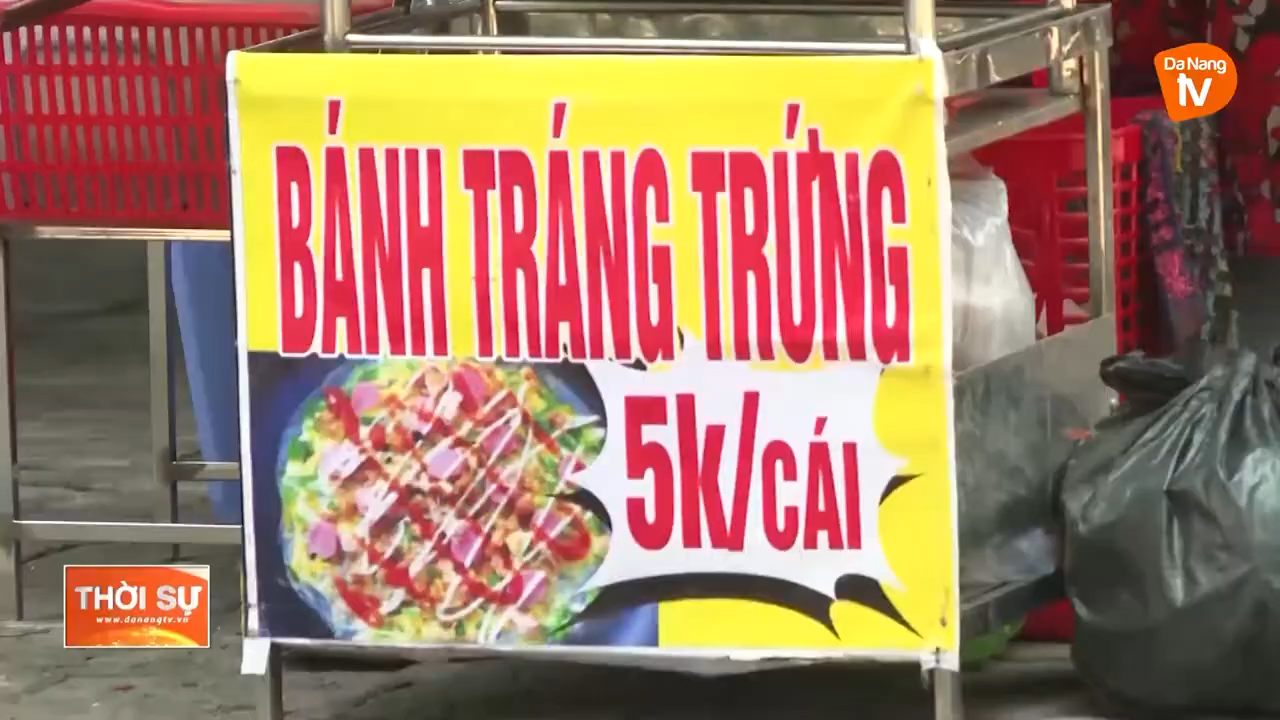 Da Nang
tv
BÁNH TRÁNG TRỨNG
5k/CÁI
THỜI SỰ
www.danangtv.vn